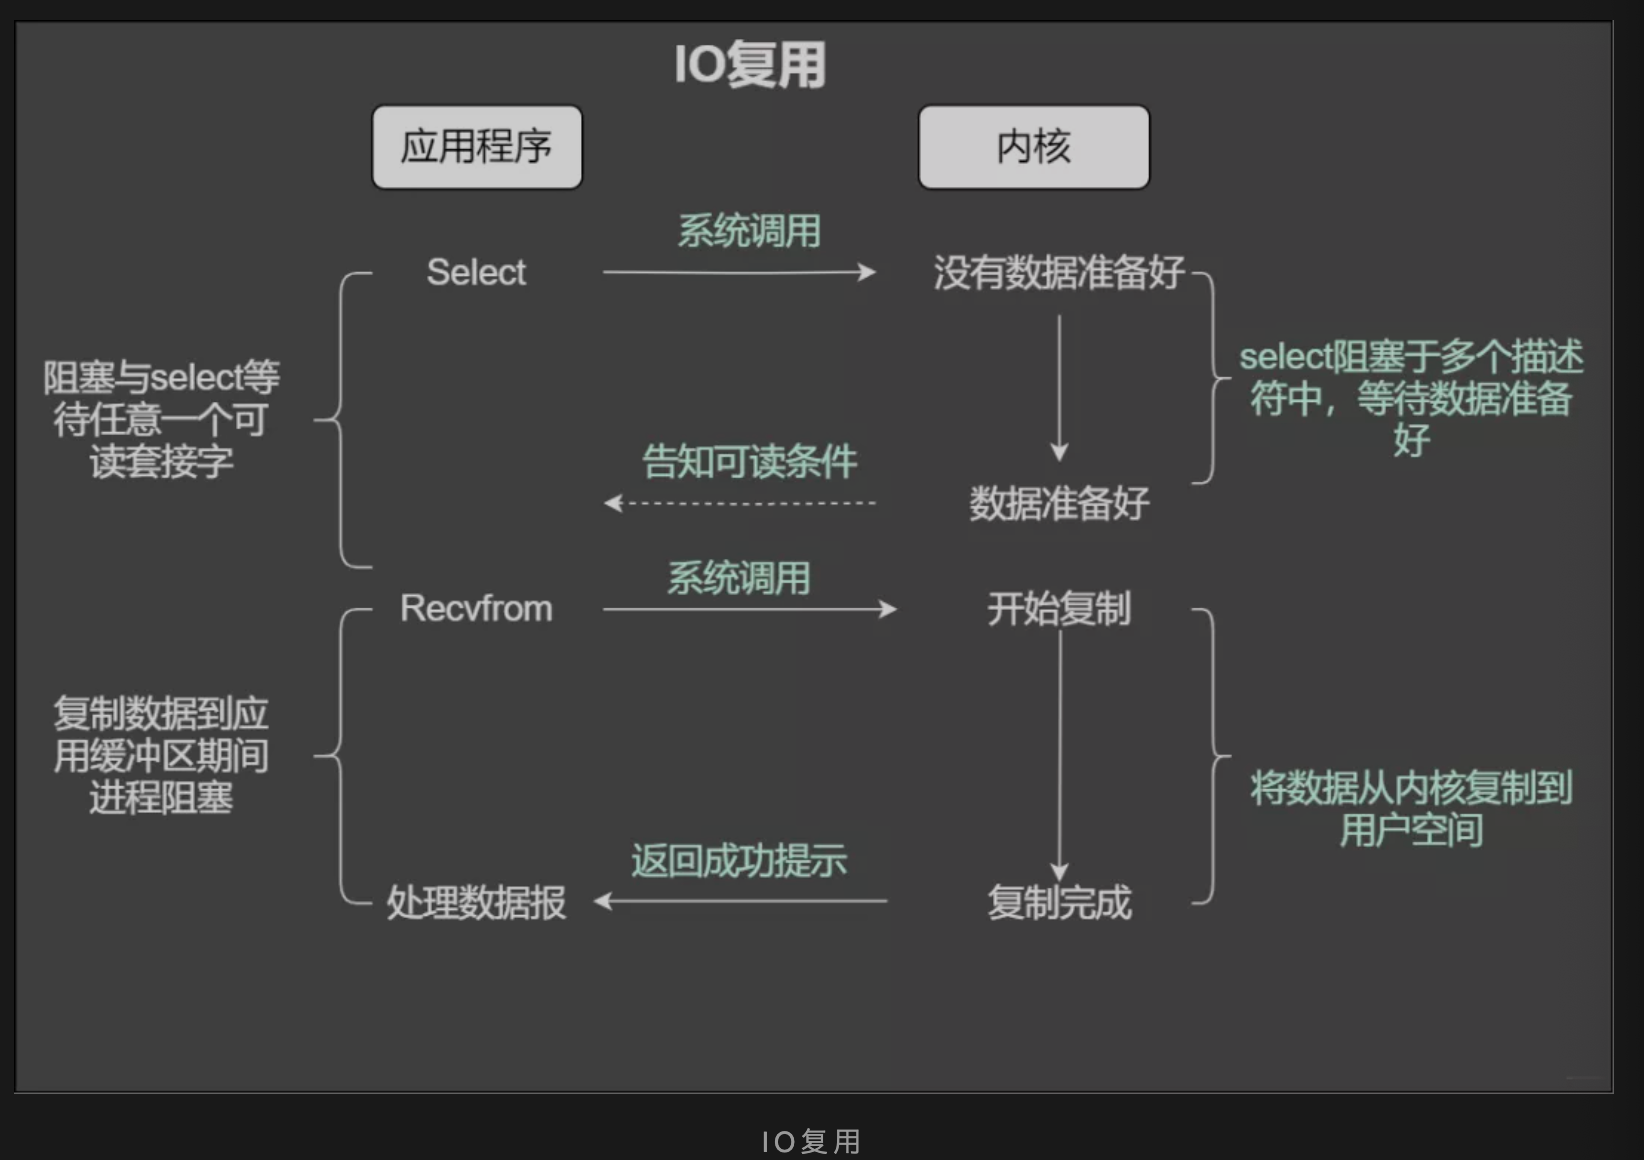 IO复用
应用程序
内核
系统调用
Select
没有数据准备好
阻塞与select等
待任意一个可
读套接字
select阻塞于多个描述
符中，等待数据准备
好
告知可读条件
数据准备好
系统调用
Recvfrom
开始复制
复制数据到应
用缓冲区期间
进程阻塞
将数据从内核复制到
用户空间
返回成功提示
处理数据报
复制完成
IO复用